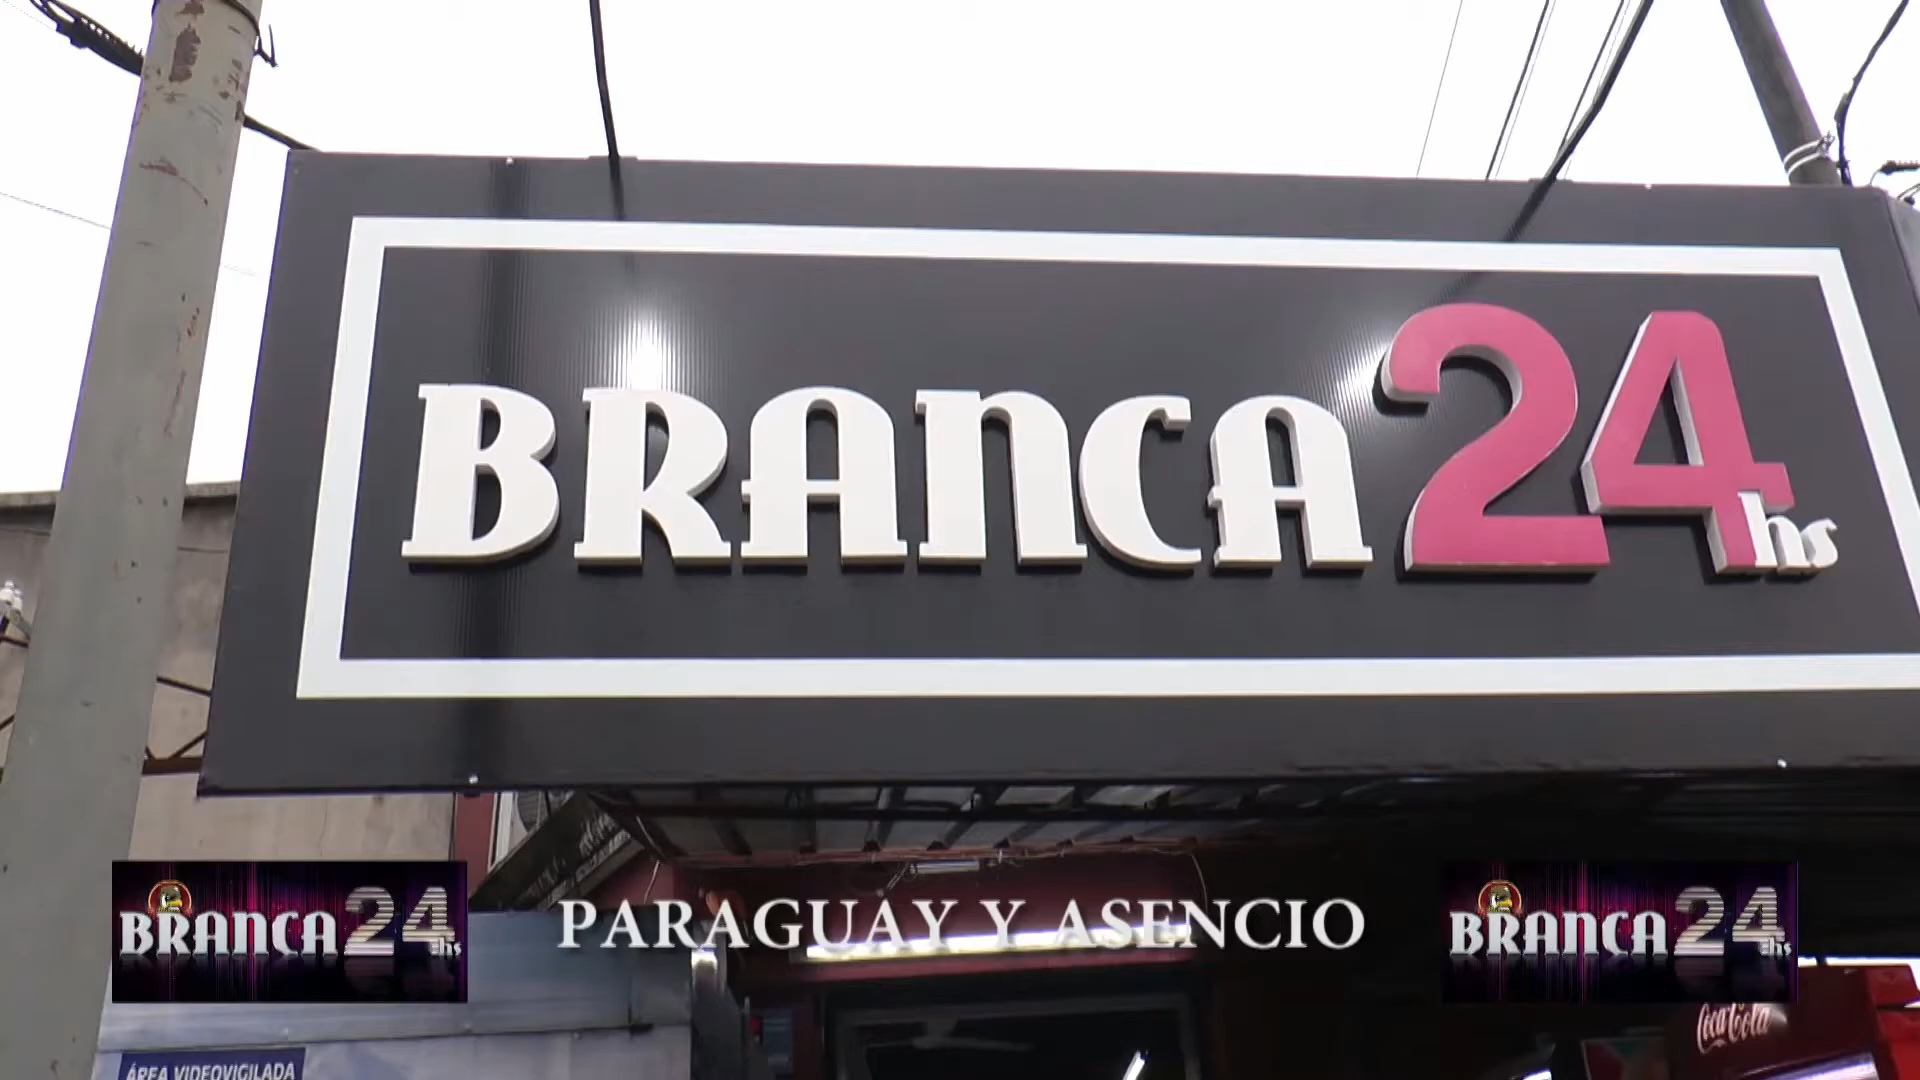 BRANCA 24 hs
BRANCA 24 hs
PARAGUAY Y ASENCIO
BRANCA 24 hs
Coca-Cola
ÁREA VIDEOVIGILADA